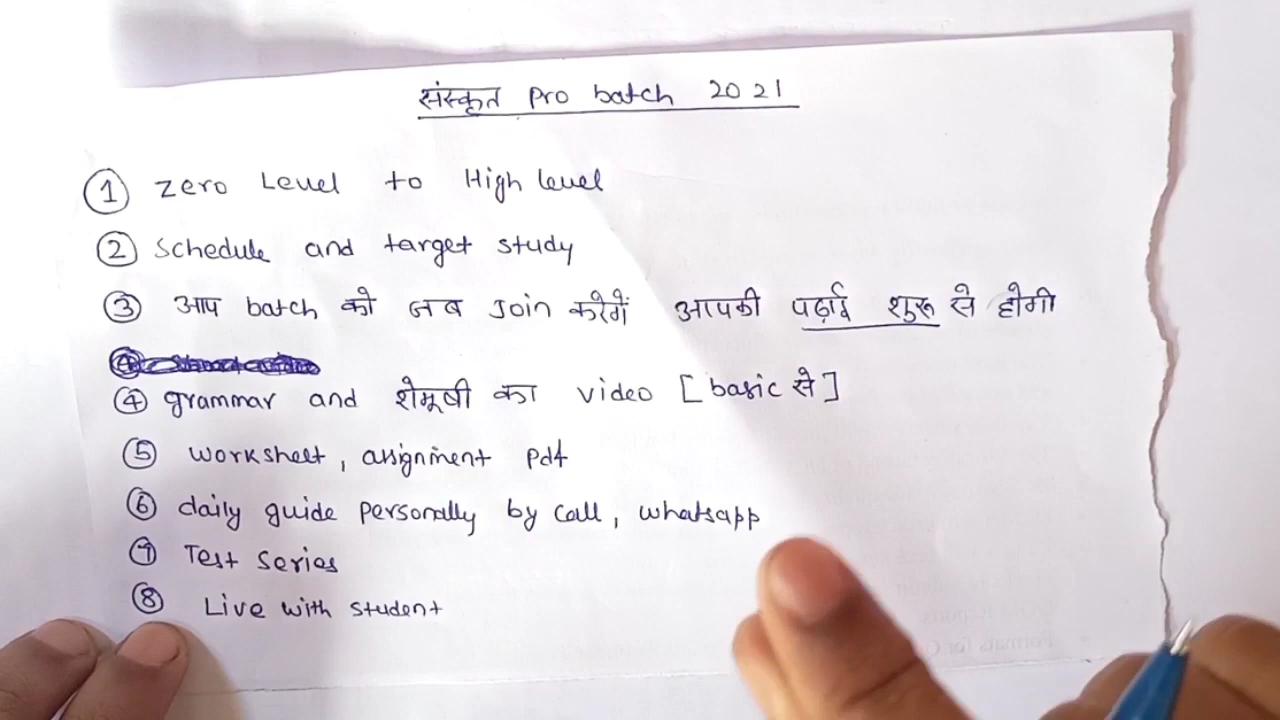 संस्कृत pro batch 2021
① zero Level to High level
② Schedule and target study
③ आप batch को जब Join करेगें आपकी पढ़ाई शुरू से होगी
④ grammar and शेमूषी का video [basic से]
⑤ worksheet, assignment pdf
⑥ daily guide personally by call, whatsapp
⑦ Test Series
⑧ Live with student